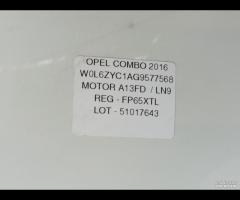 OPEL COMBO 2016
W0L6ZYC1AG9577568
MOTOR A13FD / LN9
REG - FP65XTL
LOT - 51017643